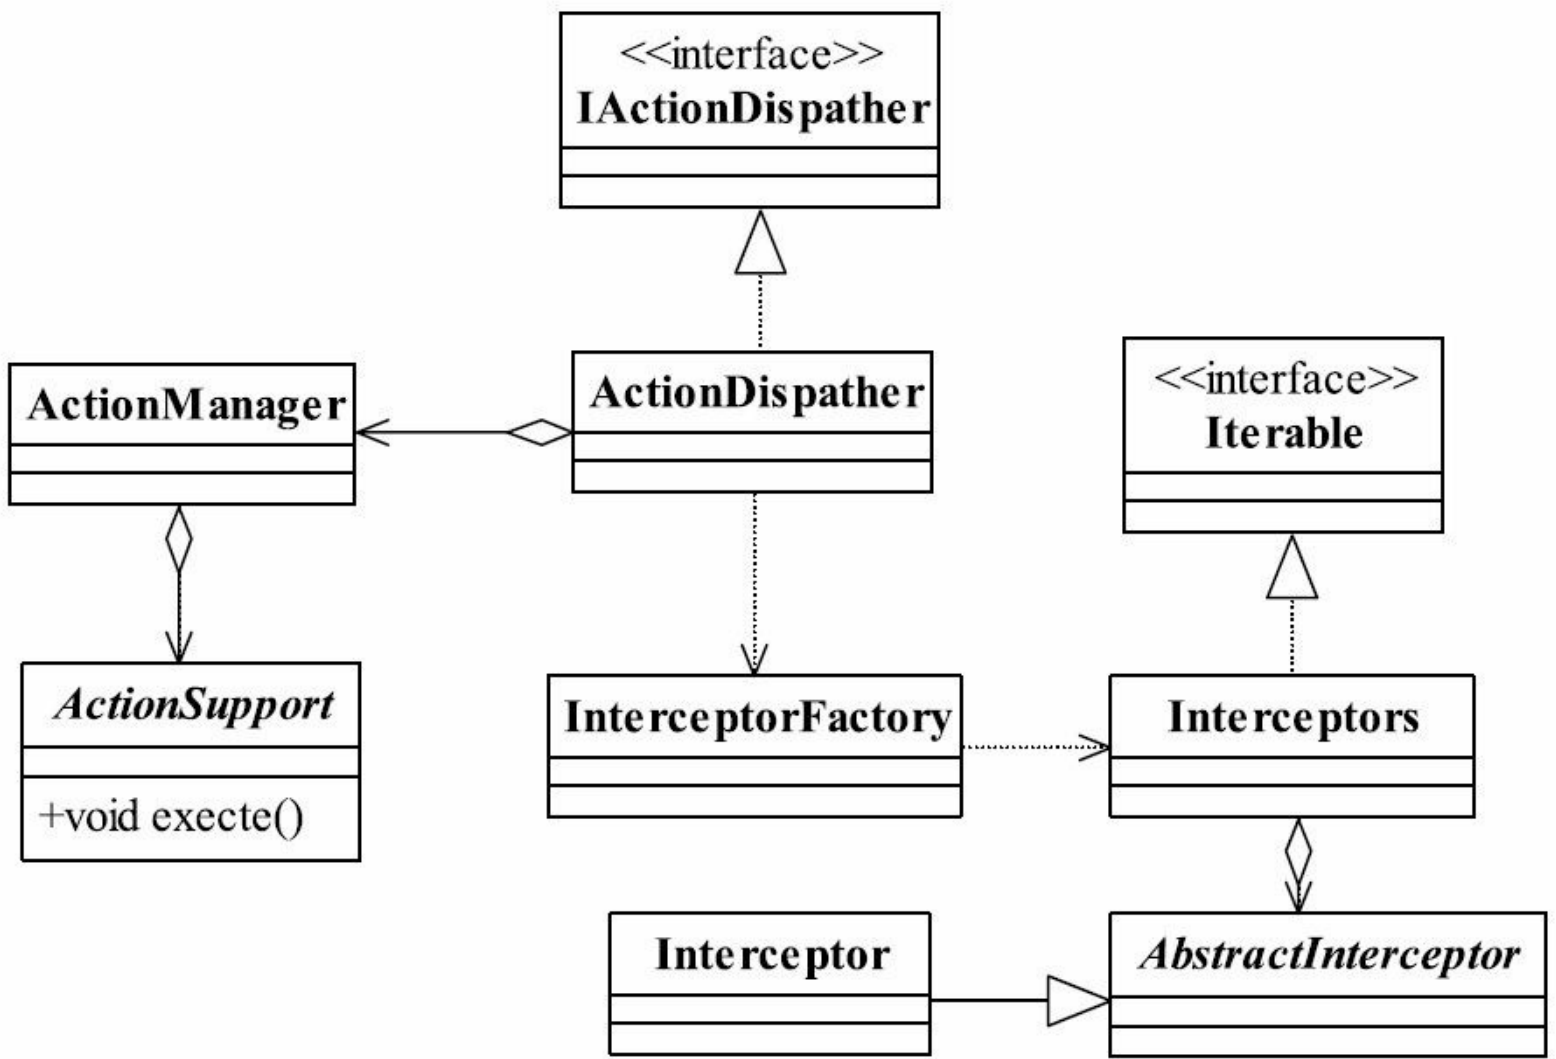 <<interface>>
IActionDispather
ActionManager
ActionDispather
<<interface>>
Iterable
ActionSupport
+void execte()
InterceptorFactory
Interceptors
Interceptor
AbstractInterceptor